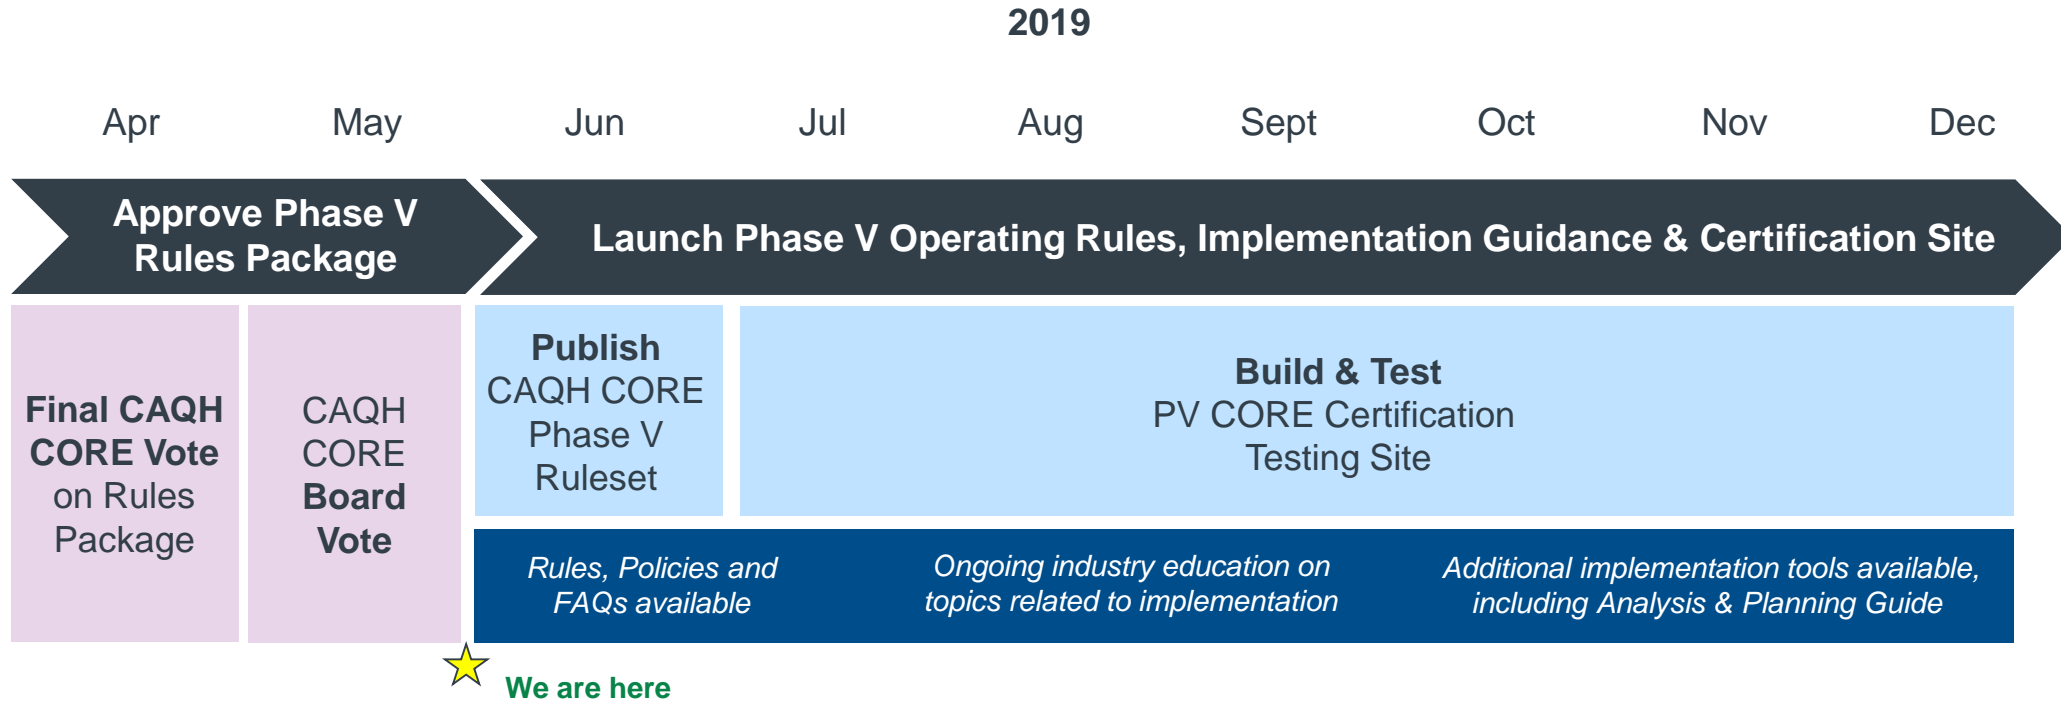 2019
Apr May Jun Jul Aug Sept Oct Nov Dec
Approve Phase V
Rules Package
Launch Phase V Operating Rules, Implementation Guidance & Certification Site
Final CAQH
CORE Vote
on Rules
Package
CAQH
CORE
Board
Vote
Publish
CAQH CORE
Phase V
Ruleset
Build & Test
PV CORE Certification
Testing Site
Rules, Policies and
FAQs available
Ongoing industry education on
topics related to implementation
Additional implementation tools available,
including Analysis & Planning Guide
We are here